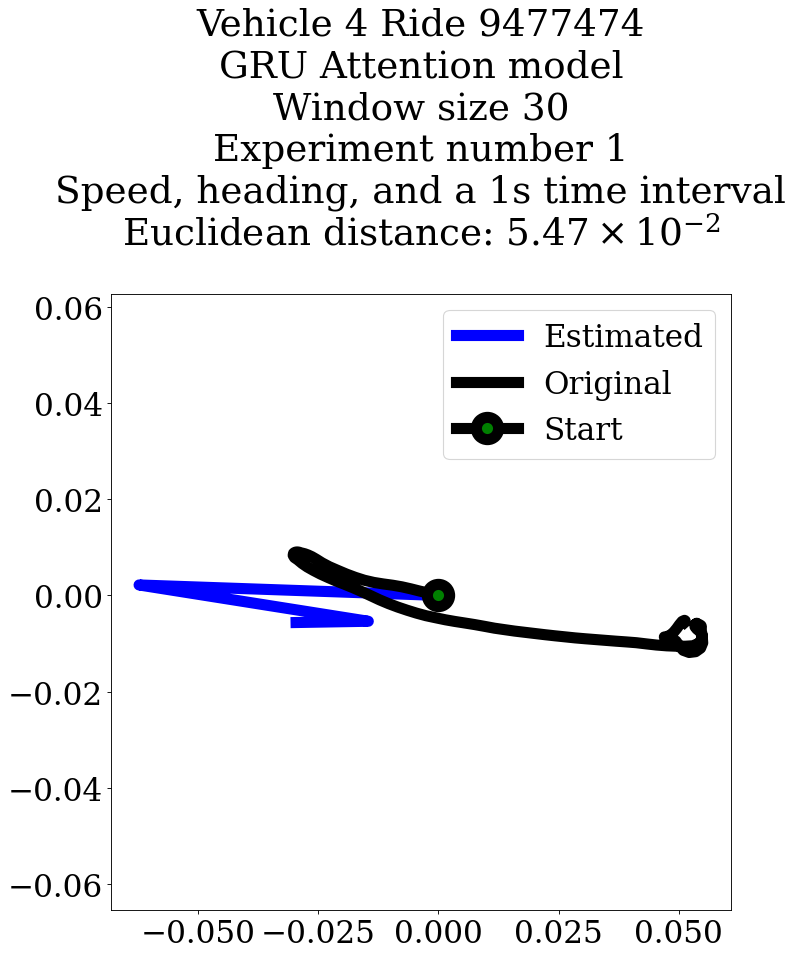 Vehicle 4 Ride 9477474
GRU Attention model
Window size 30
Experiment number 1
Speed, heading, and a 1s time interval
Euclidean distance: 5.47 × 10⁻²
Estimated
Original
Start
0.06
0.04
0.02
0.00
−0.02
−0.04
−0.06
−0.050 −0.025 0.000 0.025 0.050